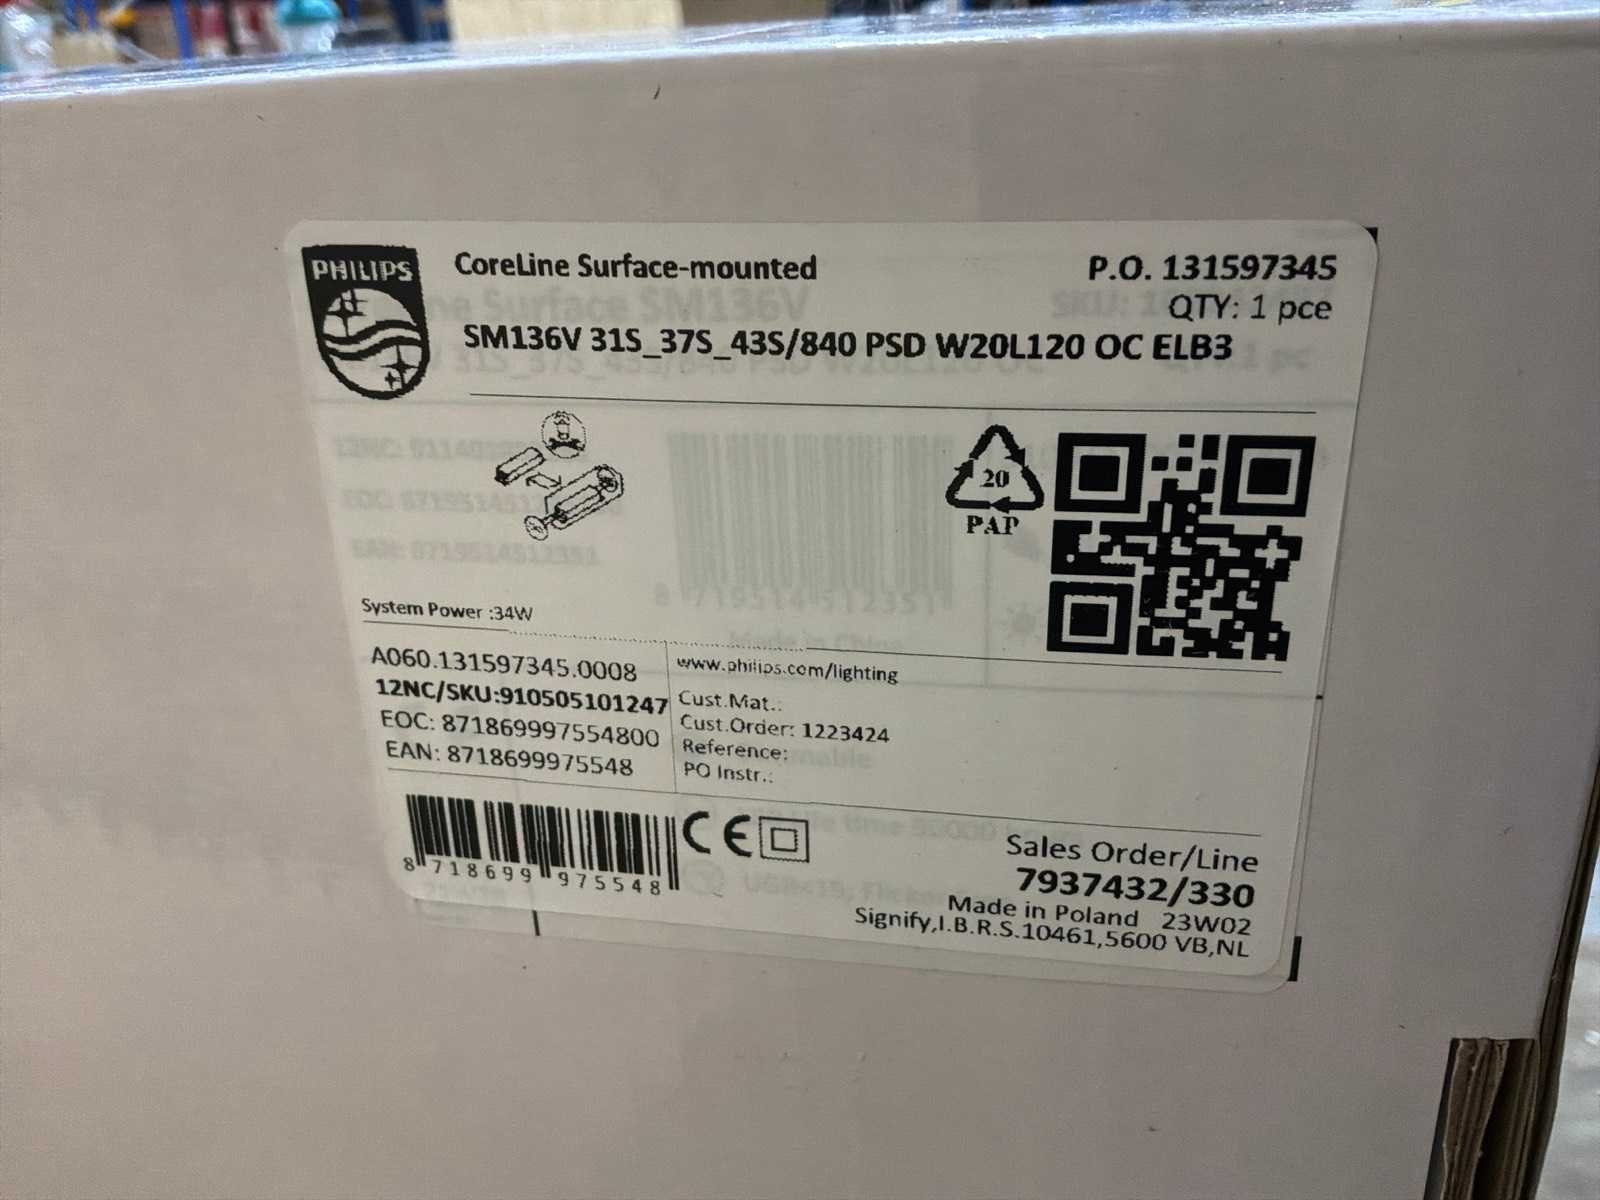 PHILIPS
CoreLine Surface-mounted
P.O. 131597345
QTY: 1 pce
SM136V 31S_37S_43S/840 PSD W20L120 OC ELB3
20
PAP
System Power :34W
A060.131597345.0008
12NC/SKU:910505101247
EOC: 871869997554800
EAN: 8718699975548
www.philips.com/lighting
Cust.Mat.:
Cust.Order: 1223424
Reference:
PO Instr.:
8 718699 975548
CE
Sales Order/Line
7937432/330
Made in Poland 23W02
Signify,I.B.R.S.10461,5600 VB,NL